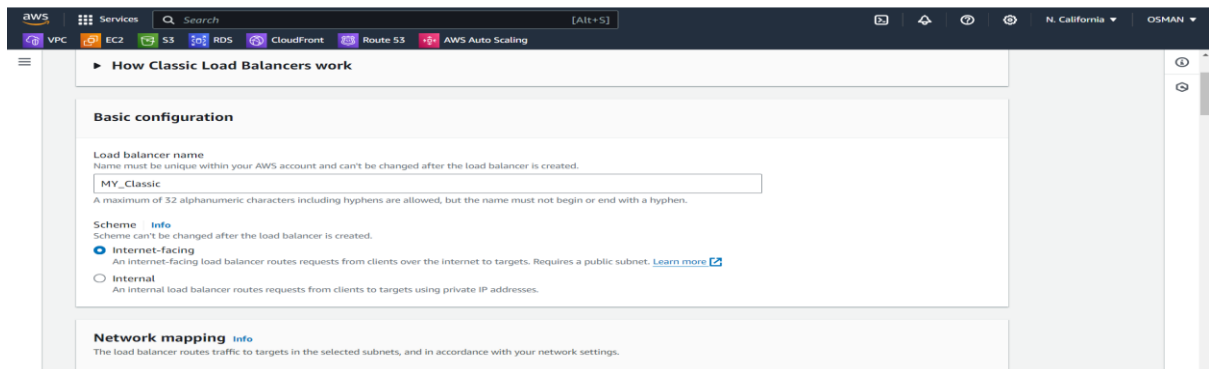 aws Services Search [Alt+S] N. California ▼ OSMAN ▼
VPC EC2 S3 RDS CloudFront Route 53 AWS Auto Scaling
▶ How Classic Load Balancers work
Basic configuration
Load balancer name
Name must be unique within your AWS account and can't be changed after the load balancer is created.
MY_Classic
A maximum of 32 alphanumeric characters including hyphens are allowed, but the name must not begin or end with a hyphen.
Scheme Info
Scheme can't be changed after the load balancer is created.
Internet-facing
An internet-facing load balancer routes requests from clients over the internet to targets. Requires a public subnet. Learn more
Internal
An internal load balancer routes requests from clients to targets using private IP addresses.
Network mapping Info
The load balancer routes traffic to targets in the selected subnets, and in accordance with your network settings.